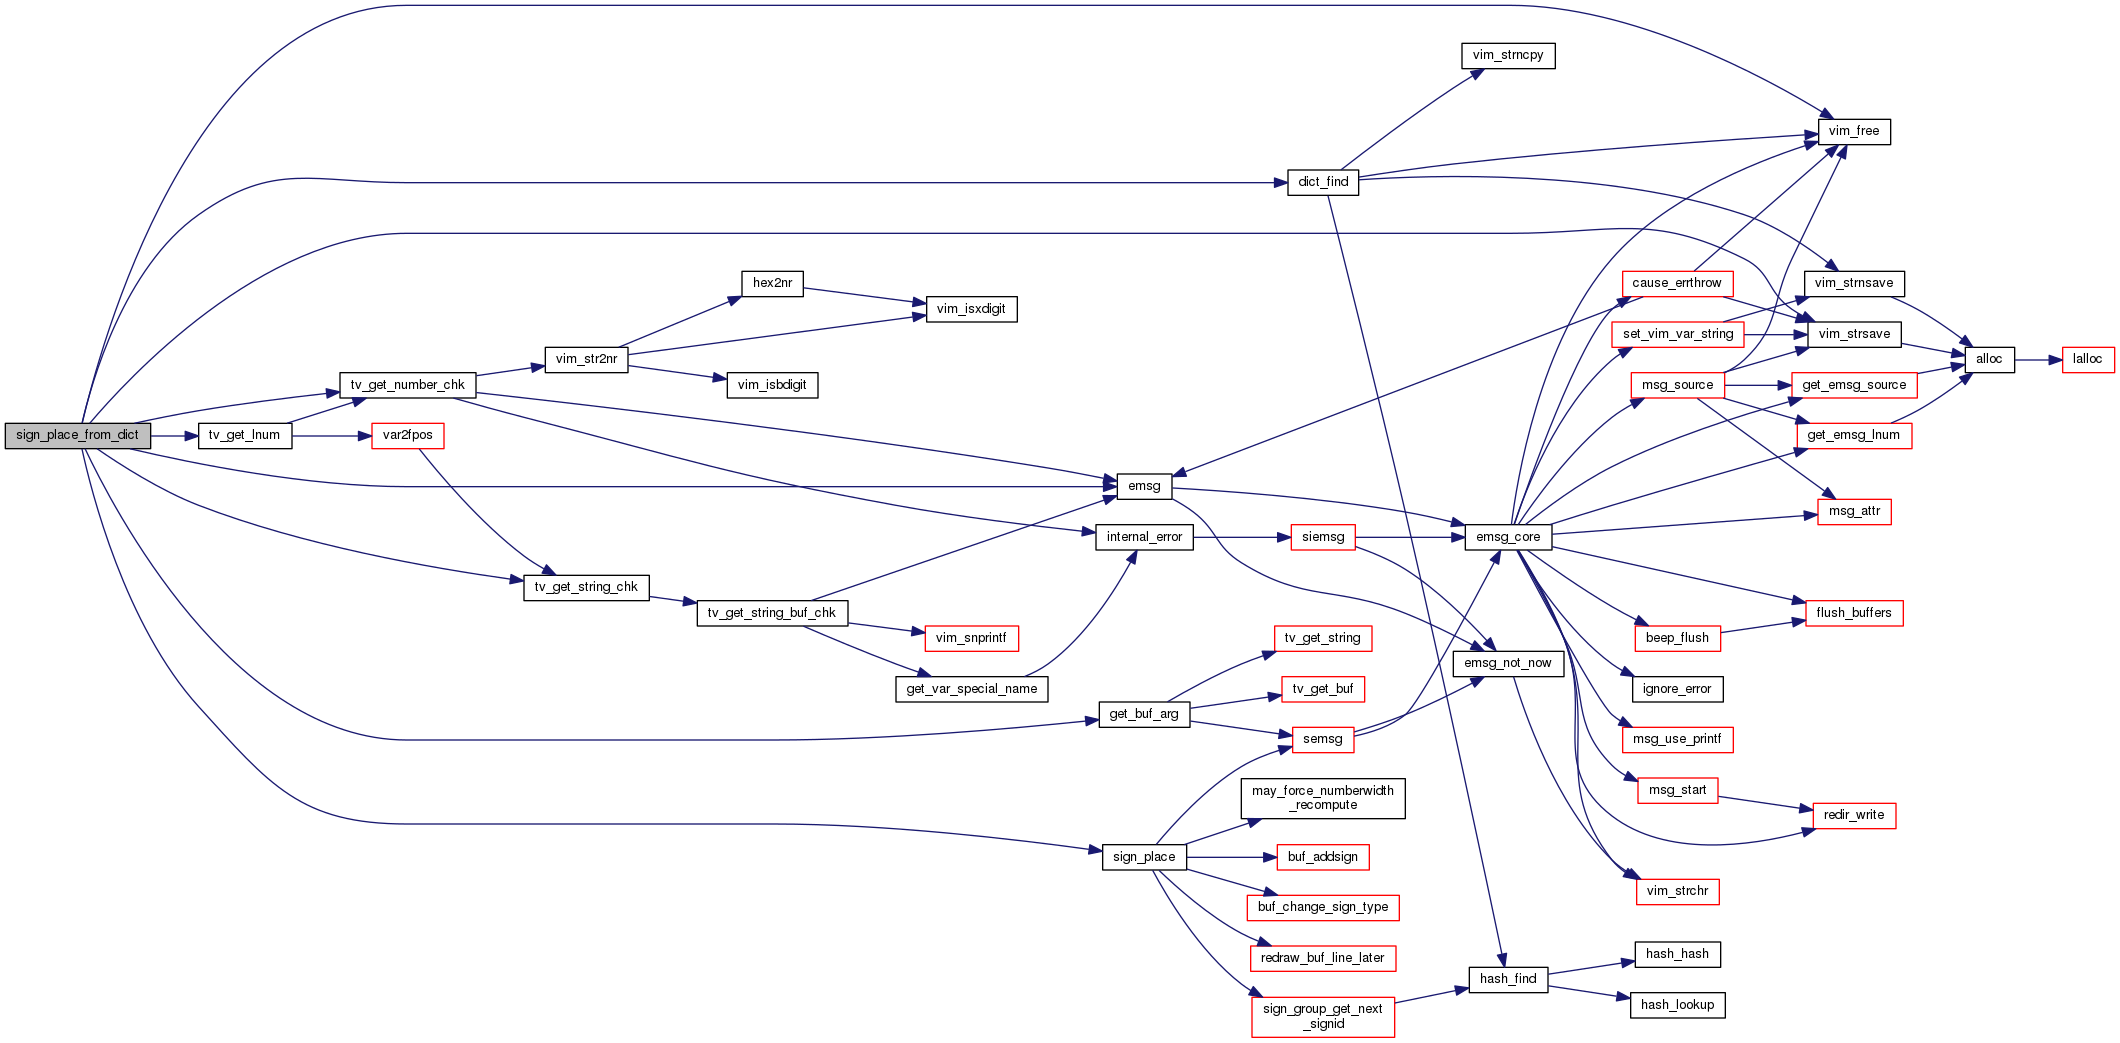 vim_strncpy
vim_free
dict_find
hex2nr
cause_errthrow
vim_strnsave
vim_isxdigit
set_vim_var_string
vim_strsave
vim_str2nr
alloc
lalloc
tv_get_number_chk
vim_isbdigit
msg_source
get_emsg_source
sign_place_from_dict
tv_get_lnum
var2fpos
get_emsg_lnum
emsg
msg_attr
internal_error
siemsg
emsg_core
tv_get_string_chk
tv_get_string_buf_chk
flush_buffers
vim_snprintf
tv_get_string
beep_flush
emsg_not_now
get_var_special_name
tv_get_buf
ignore_error
get_buf_arg
semsg
msg_use_printf
may_force_numberwidth
_recompute
msg_start
redir_write
sign_place
buf_addsign
vim_strchr
buf_change_sign_type
redraw_buf_line_later
hash_hash
hash_find
sign_group_get_next
_signid
hash_lookup